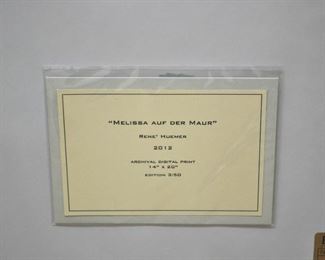 "MELISSA AUF DER MAUR"
RENE' HUEMER
2012
ARCHIVAL DIGITAL PRINT
14" X 20"
EDITION 3/50